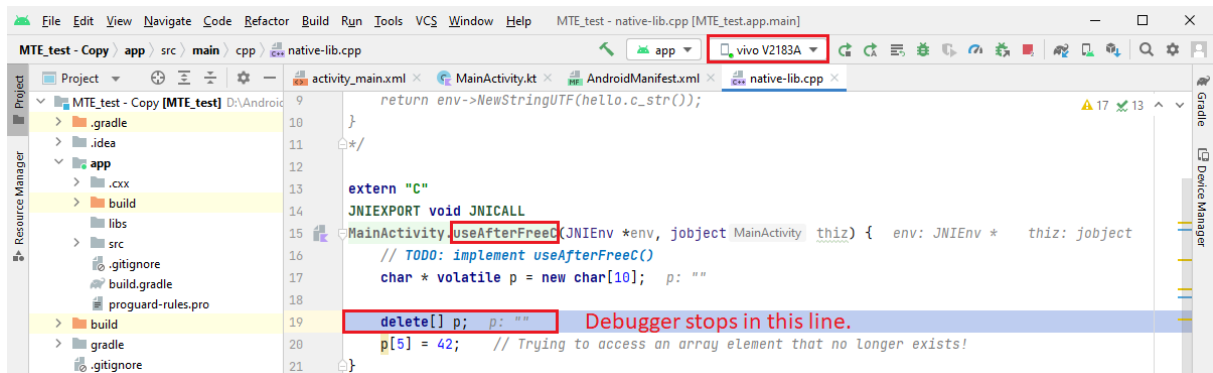 File Edit View Navigate Code Refactor Build Run Tools VCS Window Help MTE_test - native-lib.cpp [MTE_test.app.main]
MTE_test - Copy app src main cpp native-lib.cpp app vivo V2183A
Project activity_main.xml MainActivity.kt AndroidManifest.xml native-lib.cpp
Project
Resource Manager
MTE_test - Copy [MTE_test] D:\Android
.gradle
.idea
app
.cxx
build
libs
src
.gitignore
build.gradle
proguard-rules.pro
build
gradle
.gitignore
9 return env->NewStringUTF(hello.c_str());
10 }
11 */
12
13 extern "C"
14 JNIEXPORT void JNICALL
15 MainActivity.useAfterFreeC(JNIEnv *env, jobject MainActivity thiz) { env: JNIEnv * thiz: jobject
16 // TODO: implement useAfterFreeC()
17 char * volatile p = new char[10]; p: ""
18
19 delete[] p; p: "" Debugger stops in this line.
20 p[5] = 42; // Trying to access an array element that no longer exists!
21 }
17 13
Gradle
Device Manager